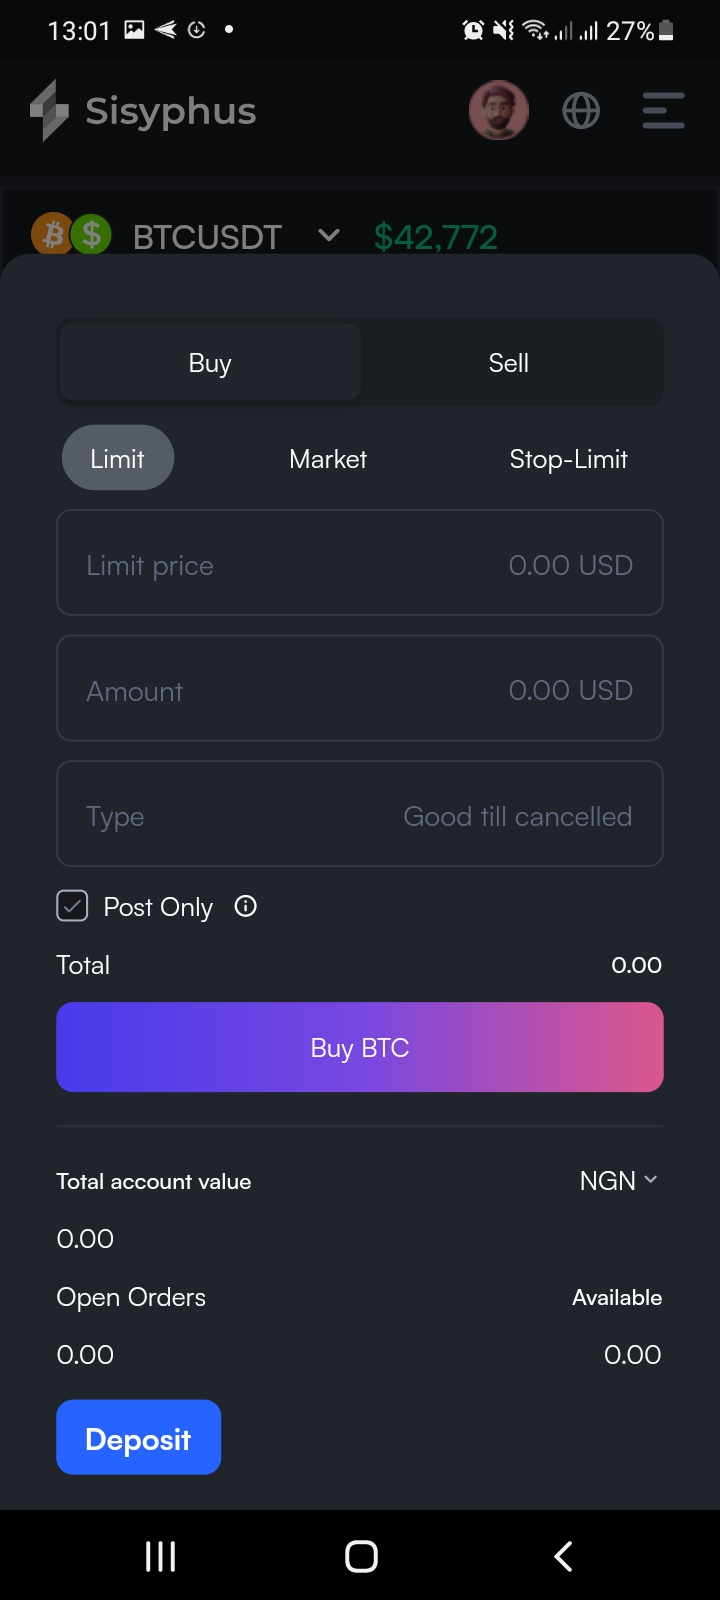 13:01 27%
Sisyphus
BTCUSDT $42,772
Buy Sell
Limit Market Stop-Limit
Limit price 0.00 USD
Amount 0.00 USD
Type Good till cancelled
Post Only
Total 0.00
Buy BTC
Total account value NGN
0.00
Open Orders Available
0.00 0.00
Deposit